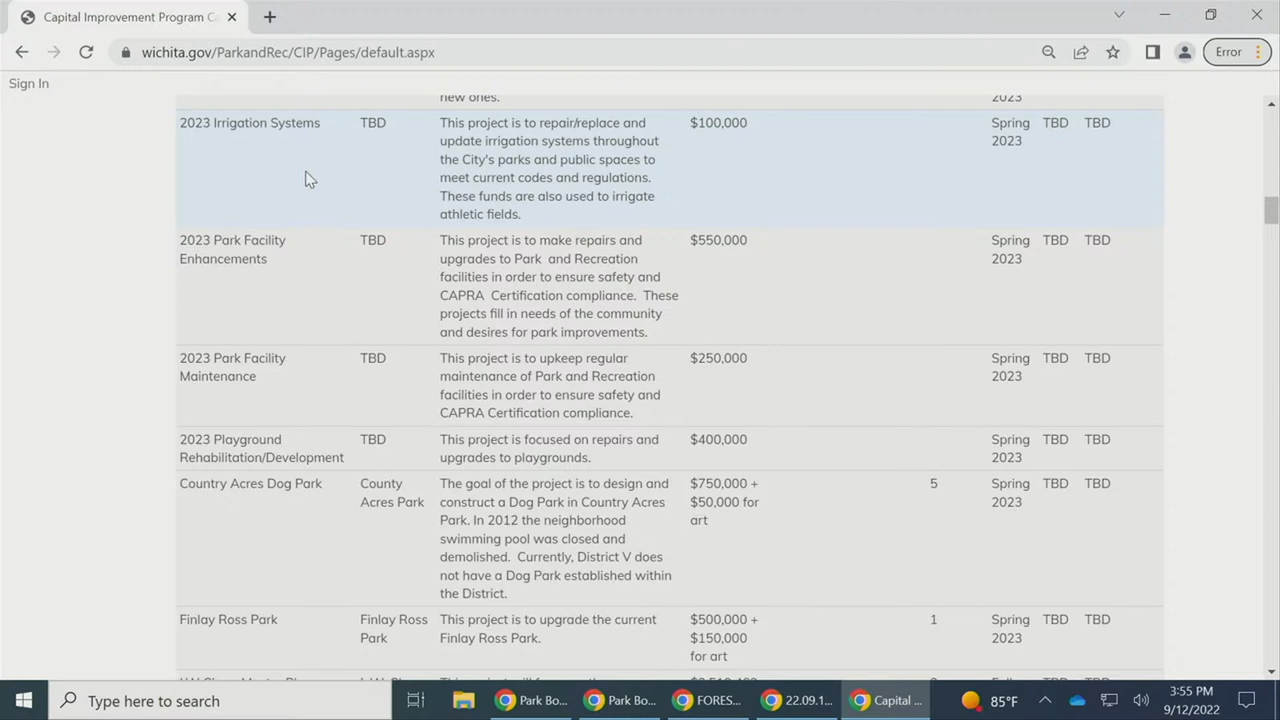 Capital Improvement Program C
wichita.gov/ParkandRec/CIP/Pages/default.aspx
Error
Sign In
new ones.
2023
2023 Irrigation Systems
TBD
This project is to repair/replace and
update irrigation systems throughout
the City's parks and public spaces to
meet current codes and regulations.
These funds are also used to irrigate
athletic fields.
$100,000
Spring
2023
TBD
TBD
2023 Park Facility
Enhancements
TBD
This project is to make repairs and
upgrades to Park and Recreation
facilities in order to ensure safety and
CAPRA Certification compliance. These
projects fill in needs of the community
and desires for park improvements.
$550,000
Spring
2023
TBD
TBD
2023 Park Facility
Maintenance
TBD
This project is to upkeep regular
maintenance of Park and Recreation
facilities in order to ensure safety and
CAPRA Certification compliance.
$250,000
Spring
2023
TBD
TBD
2023 Playground
Rehabilitation/Development
TBD
This project is focused on repairs and
upgrades to playgrounds.
$400,000
Spring
2023
TBD
TBD
Country Acres Dog Park
County
Acres Park
The goal of the project is to design and
construct a Dog Park in Country Acres
Park. In 2012 the neighborhood
swimming pool was closed and
demolished. Currently, District V does
not have a Dog Park established within
the District.
$750,000 +
$50,000 for
art
5
Spring
2023
TBD
TBD
Finlay Ross Park
Finlay Ross
Park
This project is to upgrade the current
Finlay Ross Park.
$500,000 +
$150,000
for art
1
Spring
2023
TBD
TBD
Type here to search
Park Bo...
Park Bo...
FORES...
22.09.1...
Capital ...
85°F
3:55 PM
9/12/2022